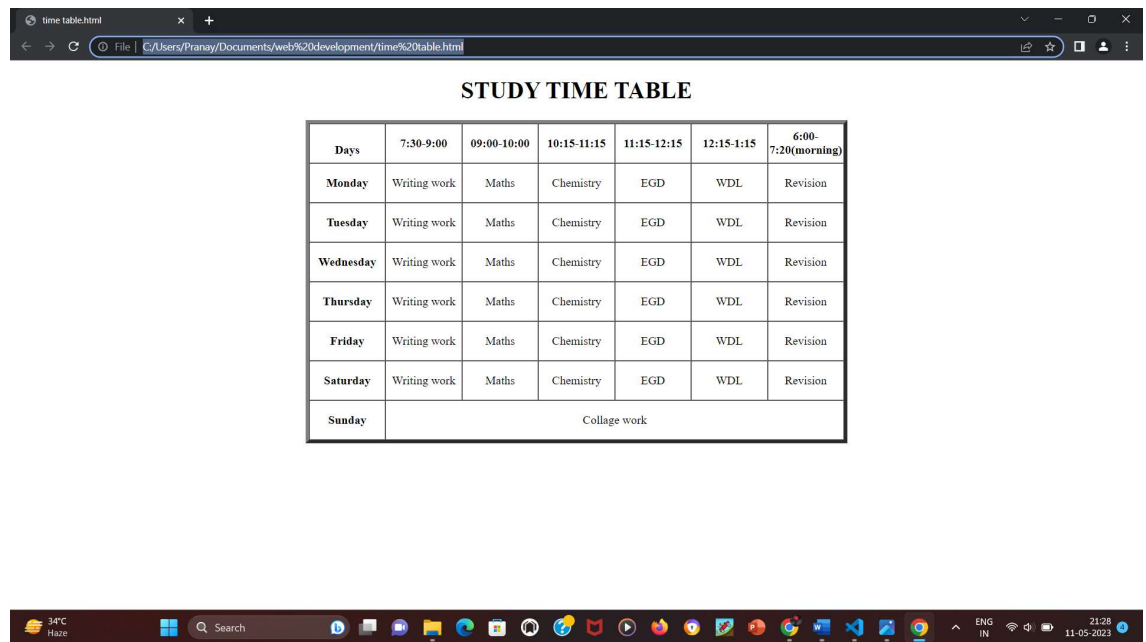 time table.html
File | C:/Users/Pranay/Documents/web%20development/time%20table.html
STUDY TIME TABLE
Days 7:30-9:00 09:00-10:00 10:15-11:15 11:15-12:15 12:15-1:15 6:00-
7:20(morning)
Monday Writing work Maths Chemistry EGD WDL Revision
Tuesday Writing work Maths Chemistry EGD WDL Revision
Wednesday Writing work Maths Chemistry EGD WDL Revision
Thursday Writing work Maths Chemistry EGD WDL Revision
Friday Writing work Maths Chemistry EGD WDL Revision
Saturday Writing work Maths Chemistry EGD WDL Revision
Sunday Collage work
34°C
Haze
Search
ENG
IN
21:28
11-05-2023
4